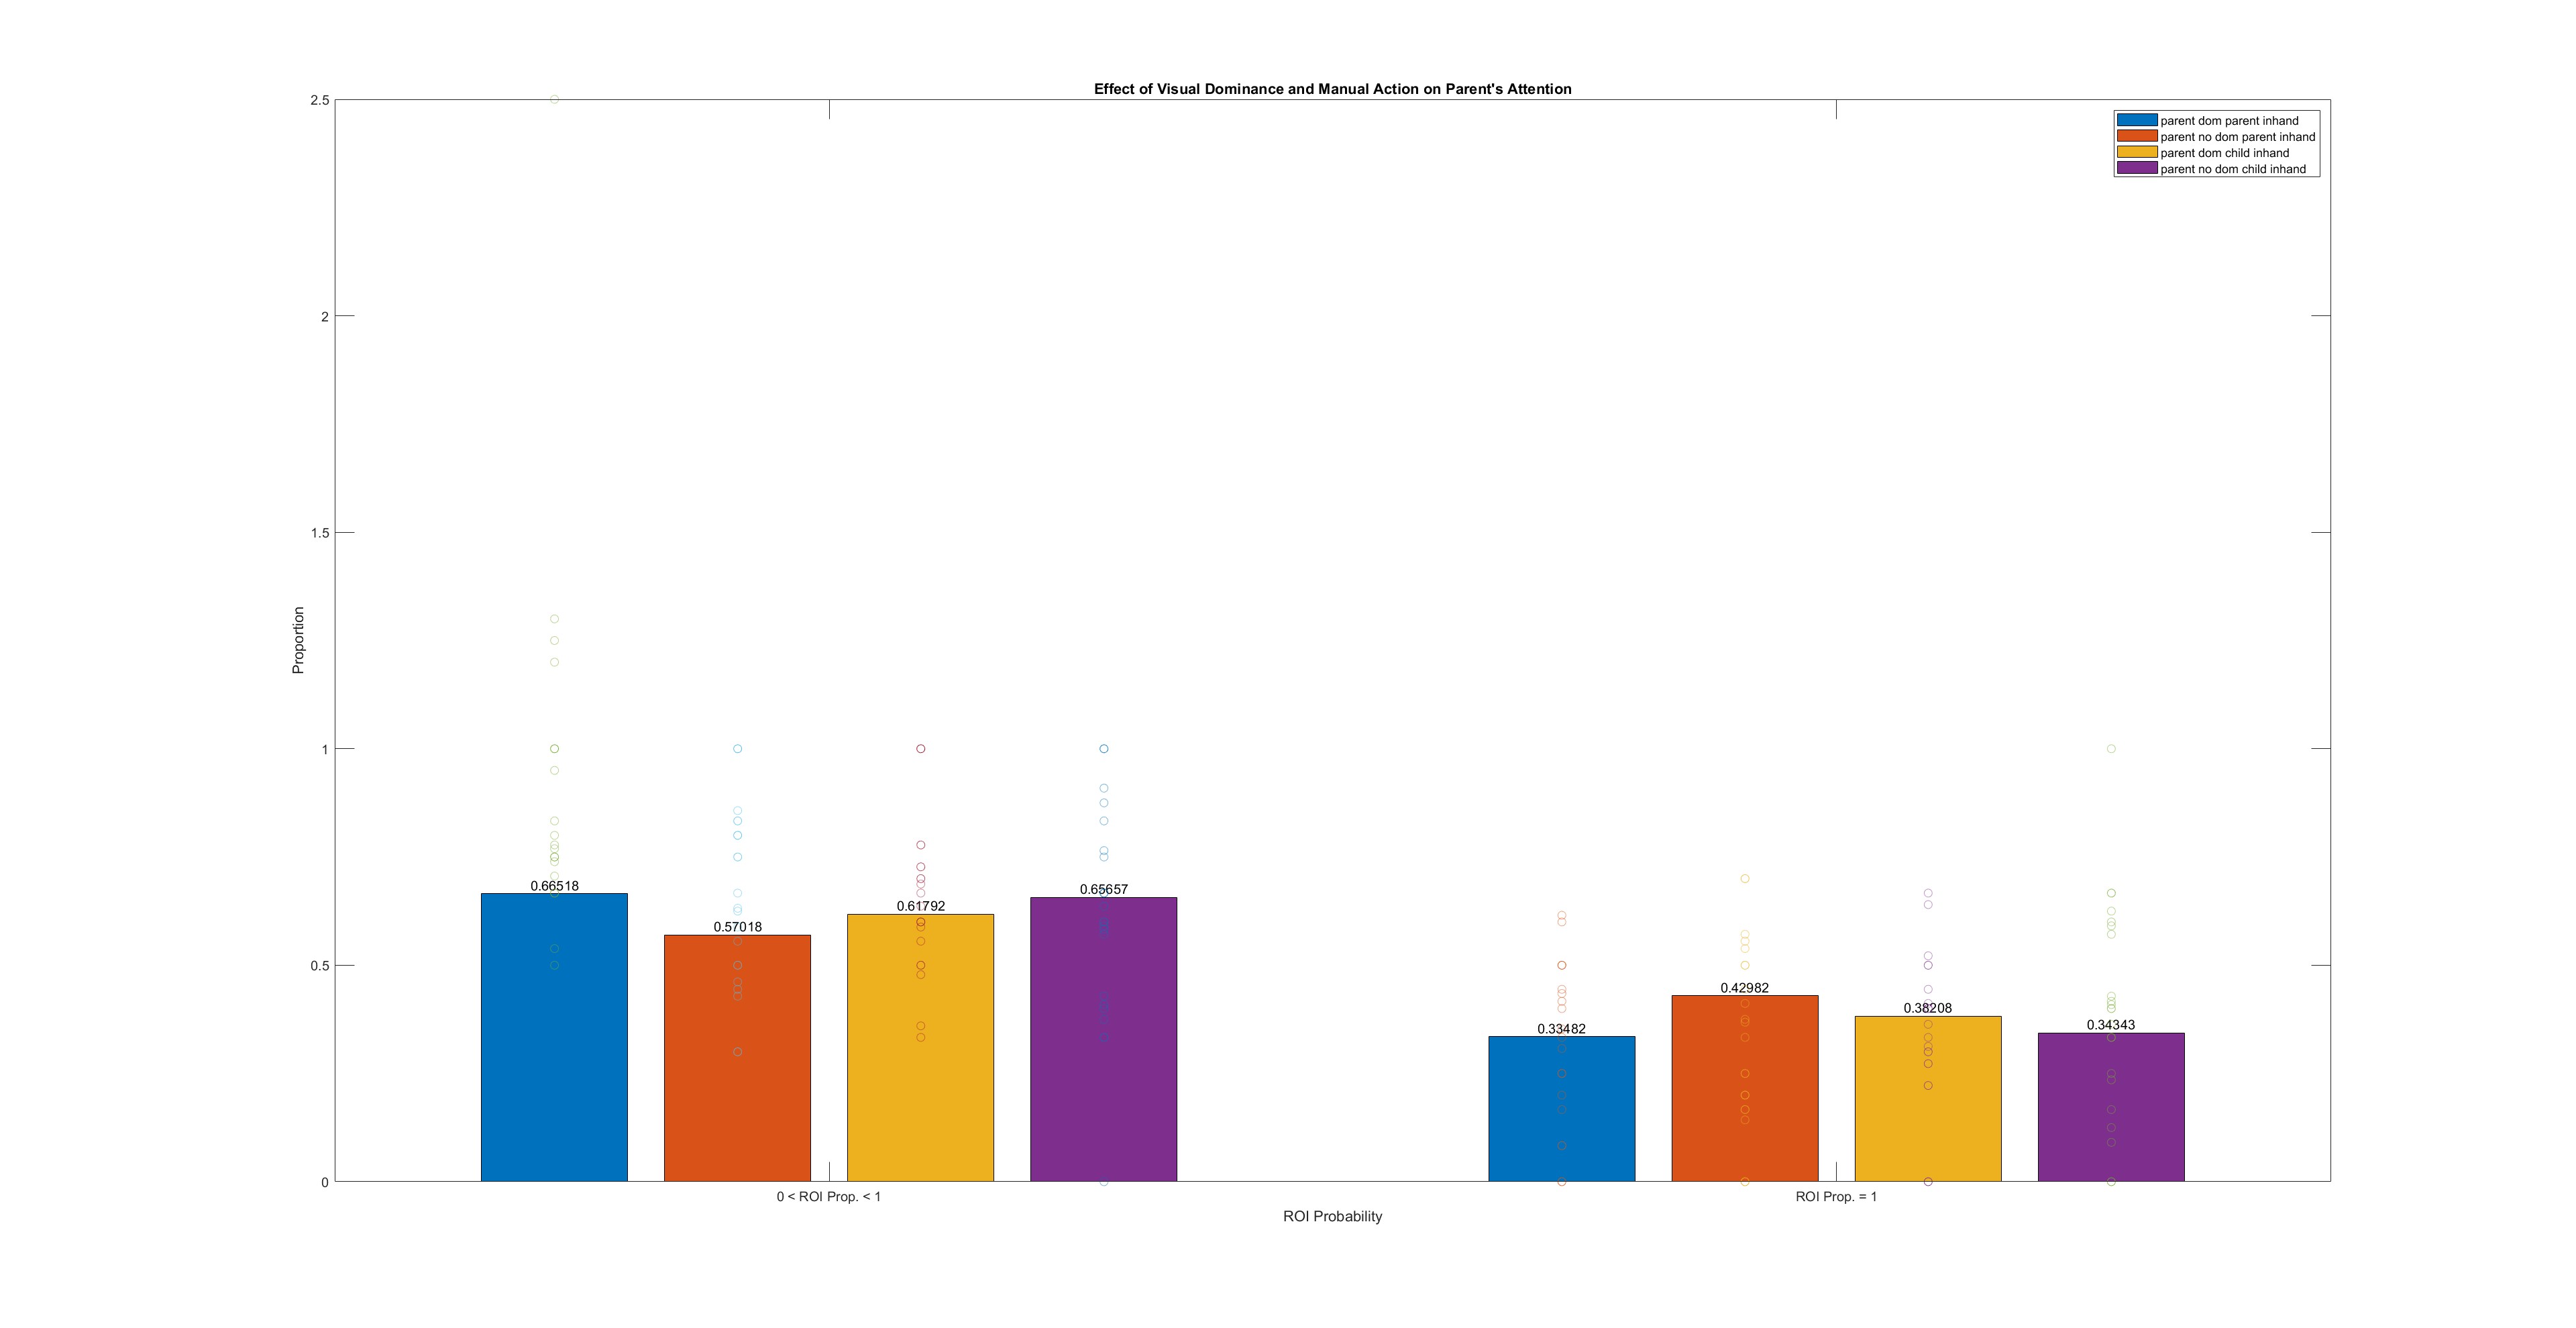 Effect of Visual Dominance and Manual Action on Parent's Attention
parent dom parent inhand
parent no dom parent inhand
parent dom child inhand
parent no dom child inhand
2.5
2
1.5
1
0.5
0
Proportion
0.66518
0.57018
0.61792
0.65657
0.33482
0.42982
0.38208
0.34343
0 < ROI Prop. < 1
ROI Prop. = 1
ROI Probability